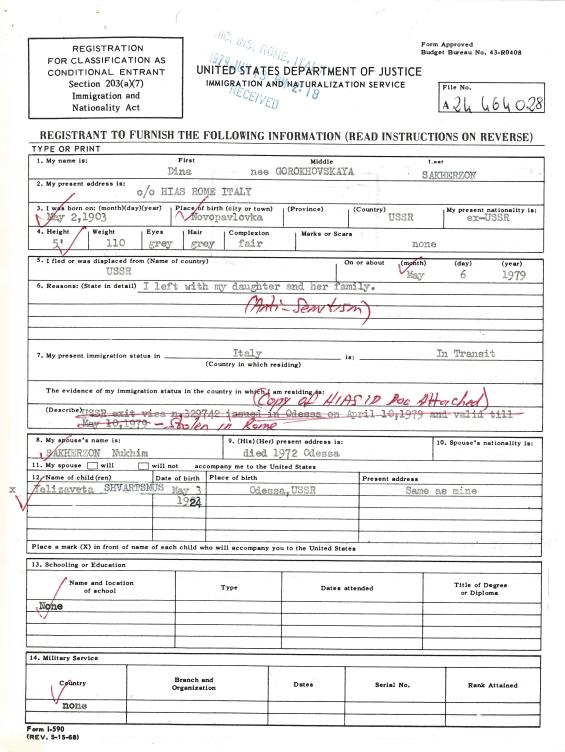 REGISTRATION
FOR CLASSIFICATION AS
CONDITIONAL ENTRANT
Section 203(a)(7)
Immigration and
Nationality Act
ROME, ITALY
1979
RECEIVED
Form Approved
Budget Bureau No. 43-R0408
UNITED STATES DEPARTMENT OF JUSTICE
IMMIGRATION AND NATURALIZATION SERVICE
File No.
A24 464 028
REGISTRANT TO FURNISH THE FOLLOWING INFORMATION (READ INSTRUCTIONS ON REVERSE)
TYPE OR PRINT
1. My name is: First Middle Last
Dina nee GOROKHOVSKAYA SAKHERZON
2. My present address is:
c/o HIAS ROME ITALY
3. I was born on: (month)(day)(year) Place of birth (city or town) (Province) (Country) My present nationality is:
May 2,1903 Novopavlovka USSR ex-USSR
4. Height Weight Eyes Hair Complexion Marks or Scars
5' 110 grey grey fair none
5. I fled or was displaced from (Name of country) On or about (month) (day) (year)
USSR May 6 1979
6. Reasons: (State in detail) I left with my daughter and her family.
(Anti-Semitism)
7. My present immigration status in Italy is: In Transit
(Country in which residing)
The evidence of my immigration status in the country in which I am residing is:
(Copy of HIAS ID Doc Attached)
(Describe) USSR exit visa n.329742 issued in Odessa on April 10,1979 and valid till
May 10,1979 - Stolen in Rome
8. My spouse's name is: 9. (His)(Her) present address is: 10. Spouse's nationality is:
SAKHERZON Nukhim died 1972 Odessa
11. My spouse will will not accompany me to the United States
12. Name of child(ren) Date of birth Place of birth Present address
x Yelizaveta SHVARTSMUS May 3 Odessa,USSR Same as mine
1924
Place a mark (X) in front of name of each child who will accompany you to the United States
13. Schooling or Education
Name and location of school Type Dates attended Title of Degree or Diploma
None
14. Military Service
Country Branch and Organization Dates Serial No. Rank Attained
none
Form I-590
(REV. 5-15-68)